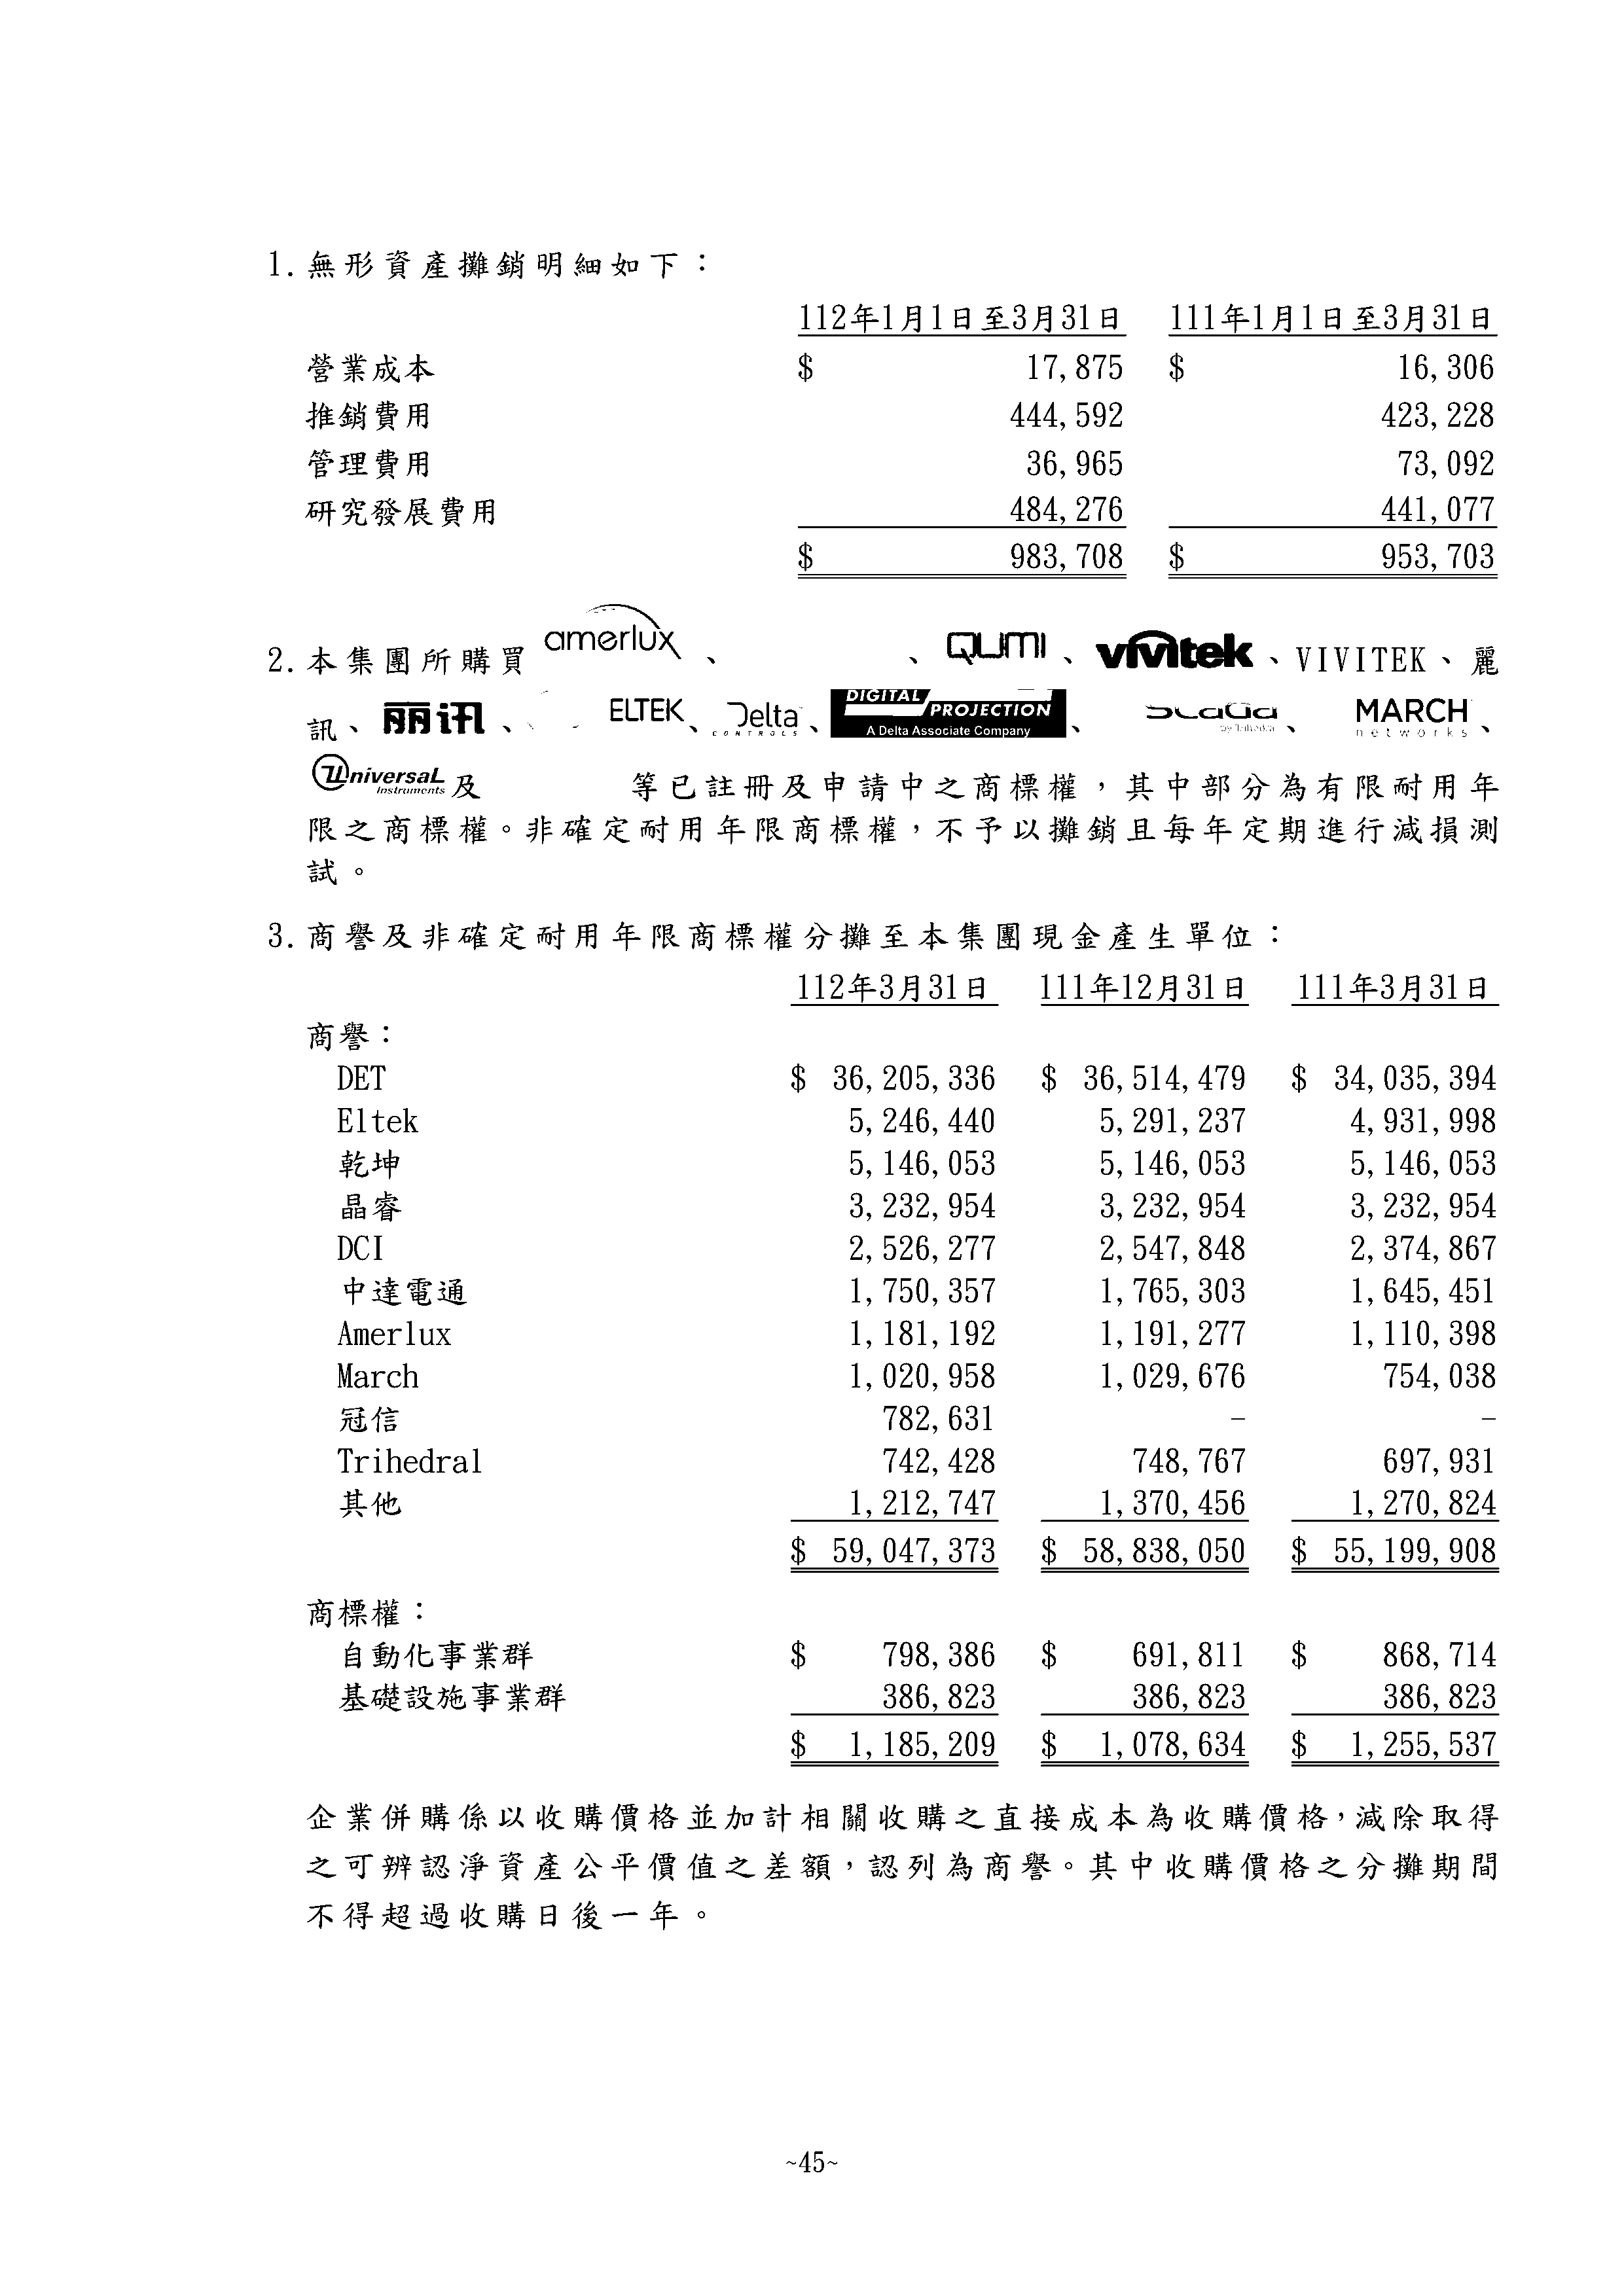 1.無形資產攤銷明細如下：
112年1月1日至3月31日 111年1月1日至3月31日
營業成本 $ 17,875 $ 16,306
推銷費用 444,592 423,228
管理費用 36,965 73,092
研究發展費用 484,276 441,077
$ 983,708 $ 953,703
2.本集團所購買 amerlux 、 、 QUMI 、 vivitek 、VIVITEK、麗
訊、 丽讯 、 ELTEK 、 Delta CONTROLS 、 DIGITAL PROJECTION A Delta Associate Company 、 by Trihedral 、 MARCH networks 、
Universal Instruments 及 等已註冊及申請中之商標權，其中部分為有限耐用年
限之商標權。非確定耐用年限商標權，不予以攤銷且每年定期進行減損測
試。
3.商譽及非確定耐用年限商標權分攤至本集團現金產生單位：
112年3月31日 111年12月31日 111年3月31日
商譽：
DET $ 36,205,336 $ 36,514,479 $ 34,035,394
Eltek 5,246,440 5,291,237 4,931,998
乾坤 5,146,053 5,146,053 5,146,053
晶睿 3,232,954 3,232,954 3,232,954
DCI 2,526,277 2,547,848 2,374,867
中達電通 1,750,357 1,765,303 1,645,451
Amerlux 1,181,192 1,191,277 1,110,398
March 1,020,958 1,029,676 754,038
冠信 782,631 - -
Trihedral 742,428 748,767 697,931
其他 1,212,747 1,370,456 1,270,824
$ 59,047,373 $ 58,838,050 $ 55,199,908
商標權：
自動化事業群 $ 798,386 $ 691,811 $ 868,714
基礎設施事業群 386,823 386,823 386,823
$ 1,185,209 $ 1,078,634 $ 1,255,537
企業併購係以收購價格並加計相關收購之直接成本為收購價格，減除取得
之可辨認淨資產公平價值之差額，認列為商譽。其中收購價格之分攤期間
不得超過收購日後一年。
~45~